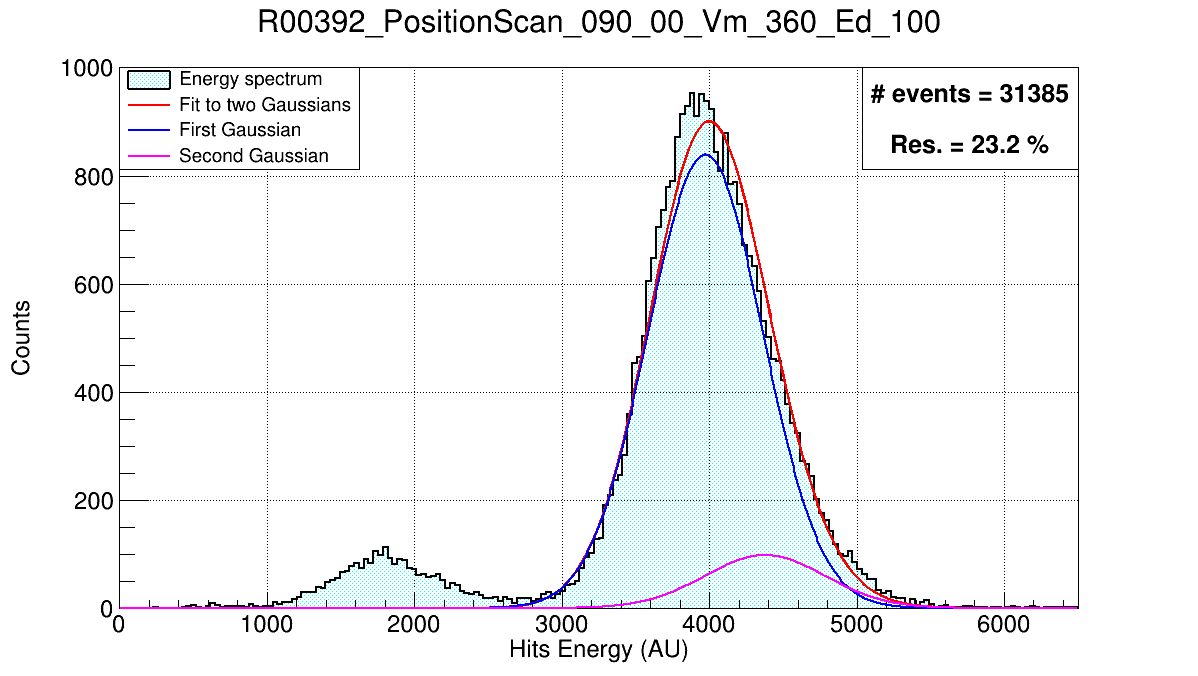 R00392_PositionScan_090_00_Vm_360_Ed_100
Energy spectrum
Fit to two Gaussians
First Gaussian
Second Gaussian
# events = 31385
Res. = 23.2 %
Counts
1000
800
600
400
200
0
0 1000 2000 3000 4000 5000 6000
Hits Energy (AU)